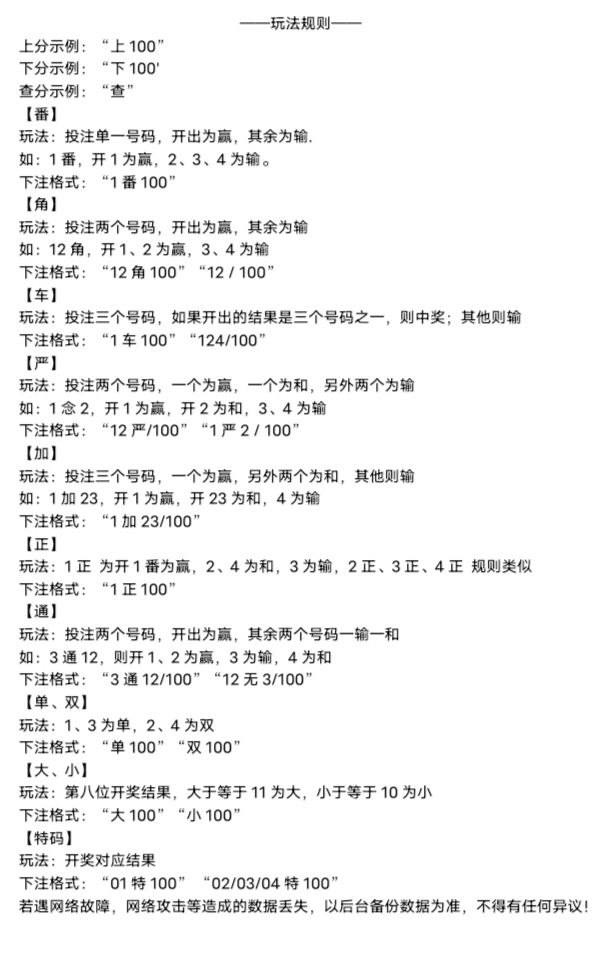 ——玩法规则——
上分示例：“上 100”
下分示例：“下 100'
查分示例：“查”
【番】
玩法：投注单一号码，开出为赢，其余为输.
如：1 番，开 1 为赢，2、3、4 为输。
下注格式：“1 番 100”
【角】
玩法：投注两个号码，开出为赢，其余为输
如：12 角，开 1、2 为赢，3、4 为输
下注格式：“12 角 100”“12 / 100”
【车】
玩法：投注三个号码，如果开出的结果是三个号码之一，则中奖；其他则输
下注格式：“1 车 100”“124/100”
【严】
玩法：投注两个号码，一个为赢，一个为和，另外两个为输
如：1 念 2，开 1 为赢，开 2 为和，3、4 为输
下注格式：“12 严/100”“1 严 2 / 100”
【加】
玩法：投注三个号码，一个为赢，另外两个为和，其他则输
如：1 加 23，开 1 为赢，开 23 为和，4 为输
下注格式：“1 加 23/100”
【正】
玩法：1 正 为开 1 番为赢，2、4 为和，3 为输，2 正、3 正、4 正 规则类似
下注格式：“1 正 100”
【通】
玩法：投注两个号码，开出为赢，其余两个号码一输一和
如：3 通 12，则开 1、2 为赢，3 为输，4 为和
下注格式：“3 通 12/100”“12 无 3/100”
【单、双】
玩法：1、3 为单，2、4 为双
下注格式：“单 100”“双 100”
【大、小】
玩法：第八位开奖结果，大于等于 11 为大，小于等于 10 为小
下注格式：“大 100”“小 100”
【特码】
玩法：开奖对应结果
下注格式：“01 特 100” “02/03/04 特 100”
若遇网络故障，网络攻击等造成的数据丢失，以后台备份数据为准，不得有任何异议！